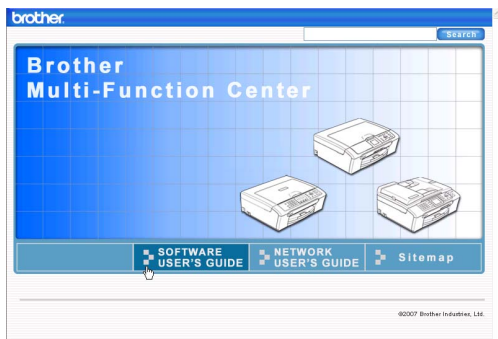 brother.
Search
Brother
Multi-Function Center
SOFTWARE
USER'S GUIDE
NETWORK
USER'S GUIDE
Sitemap
©2007 Brother Industries, Ltd.